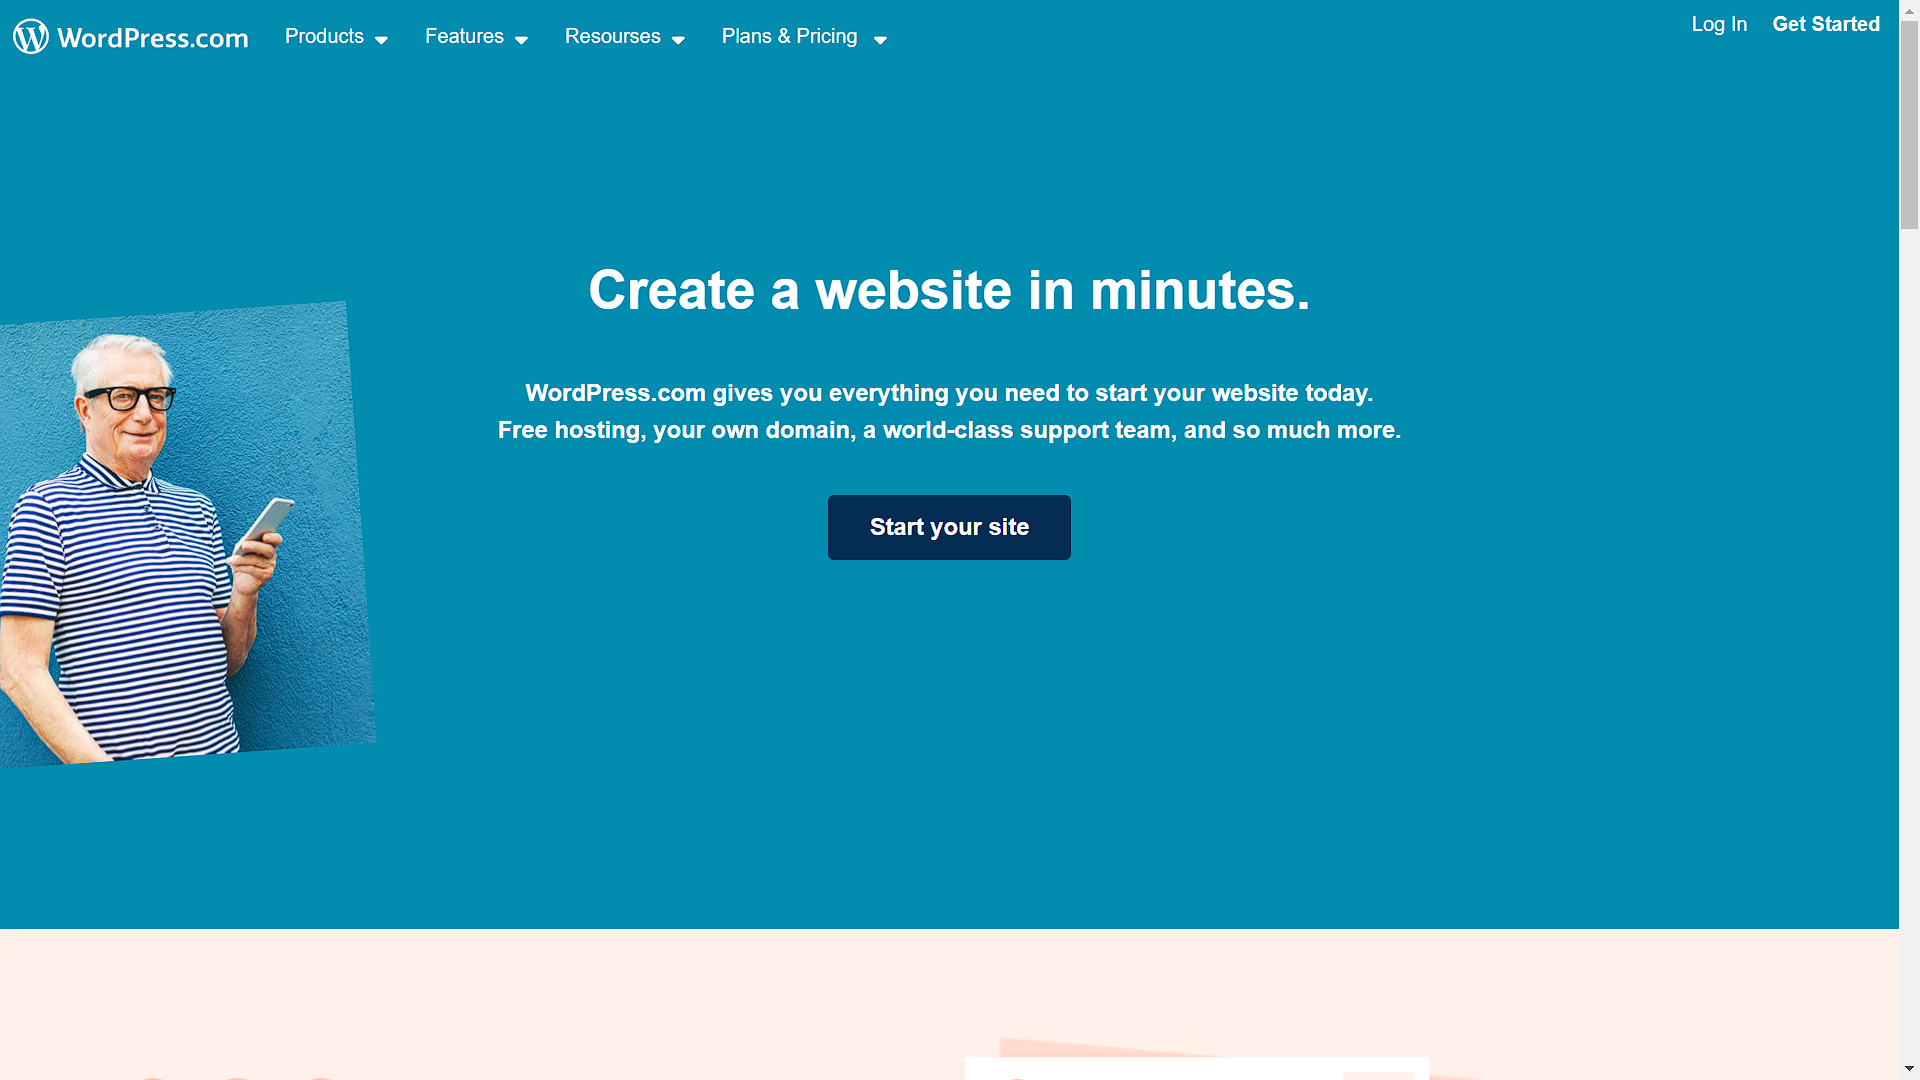 WordPress.com
Products
Features
Resourses
Plans & Pricing
Log In
Get Started
Create a website in minutes.
WordPress.com gives you everything you need to start your website today.
Free hosting, your own domain, a world-class support team, and so much more.
Start your site